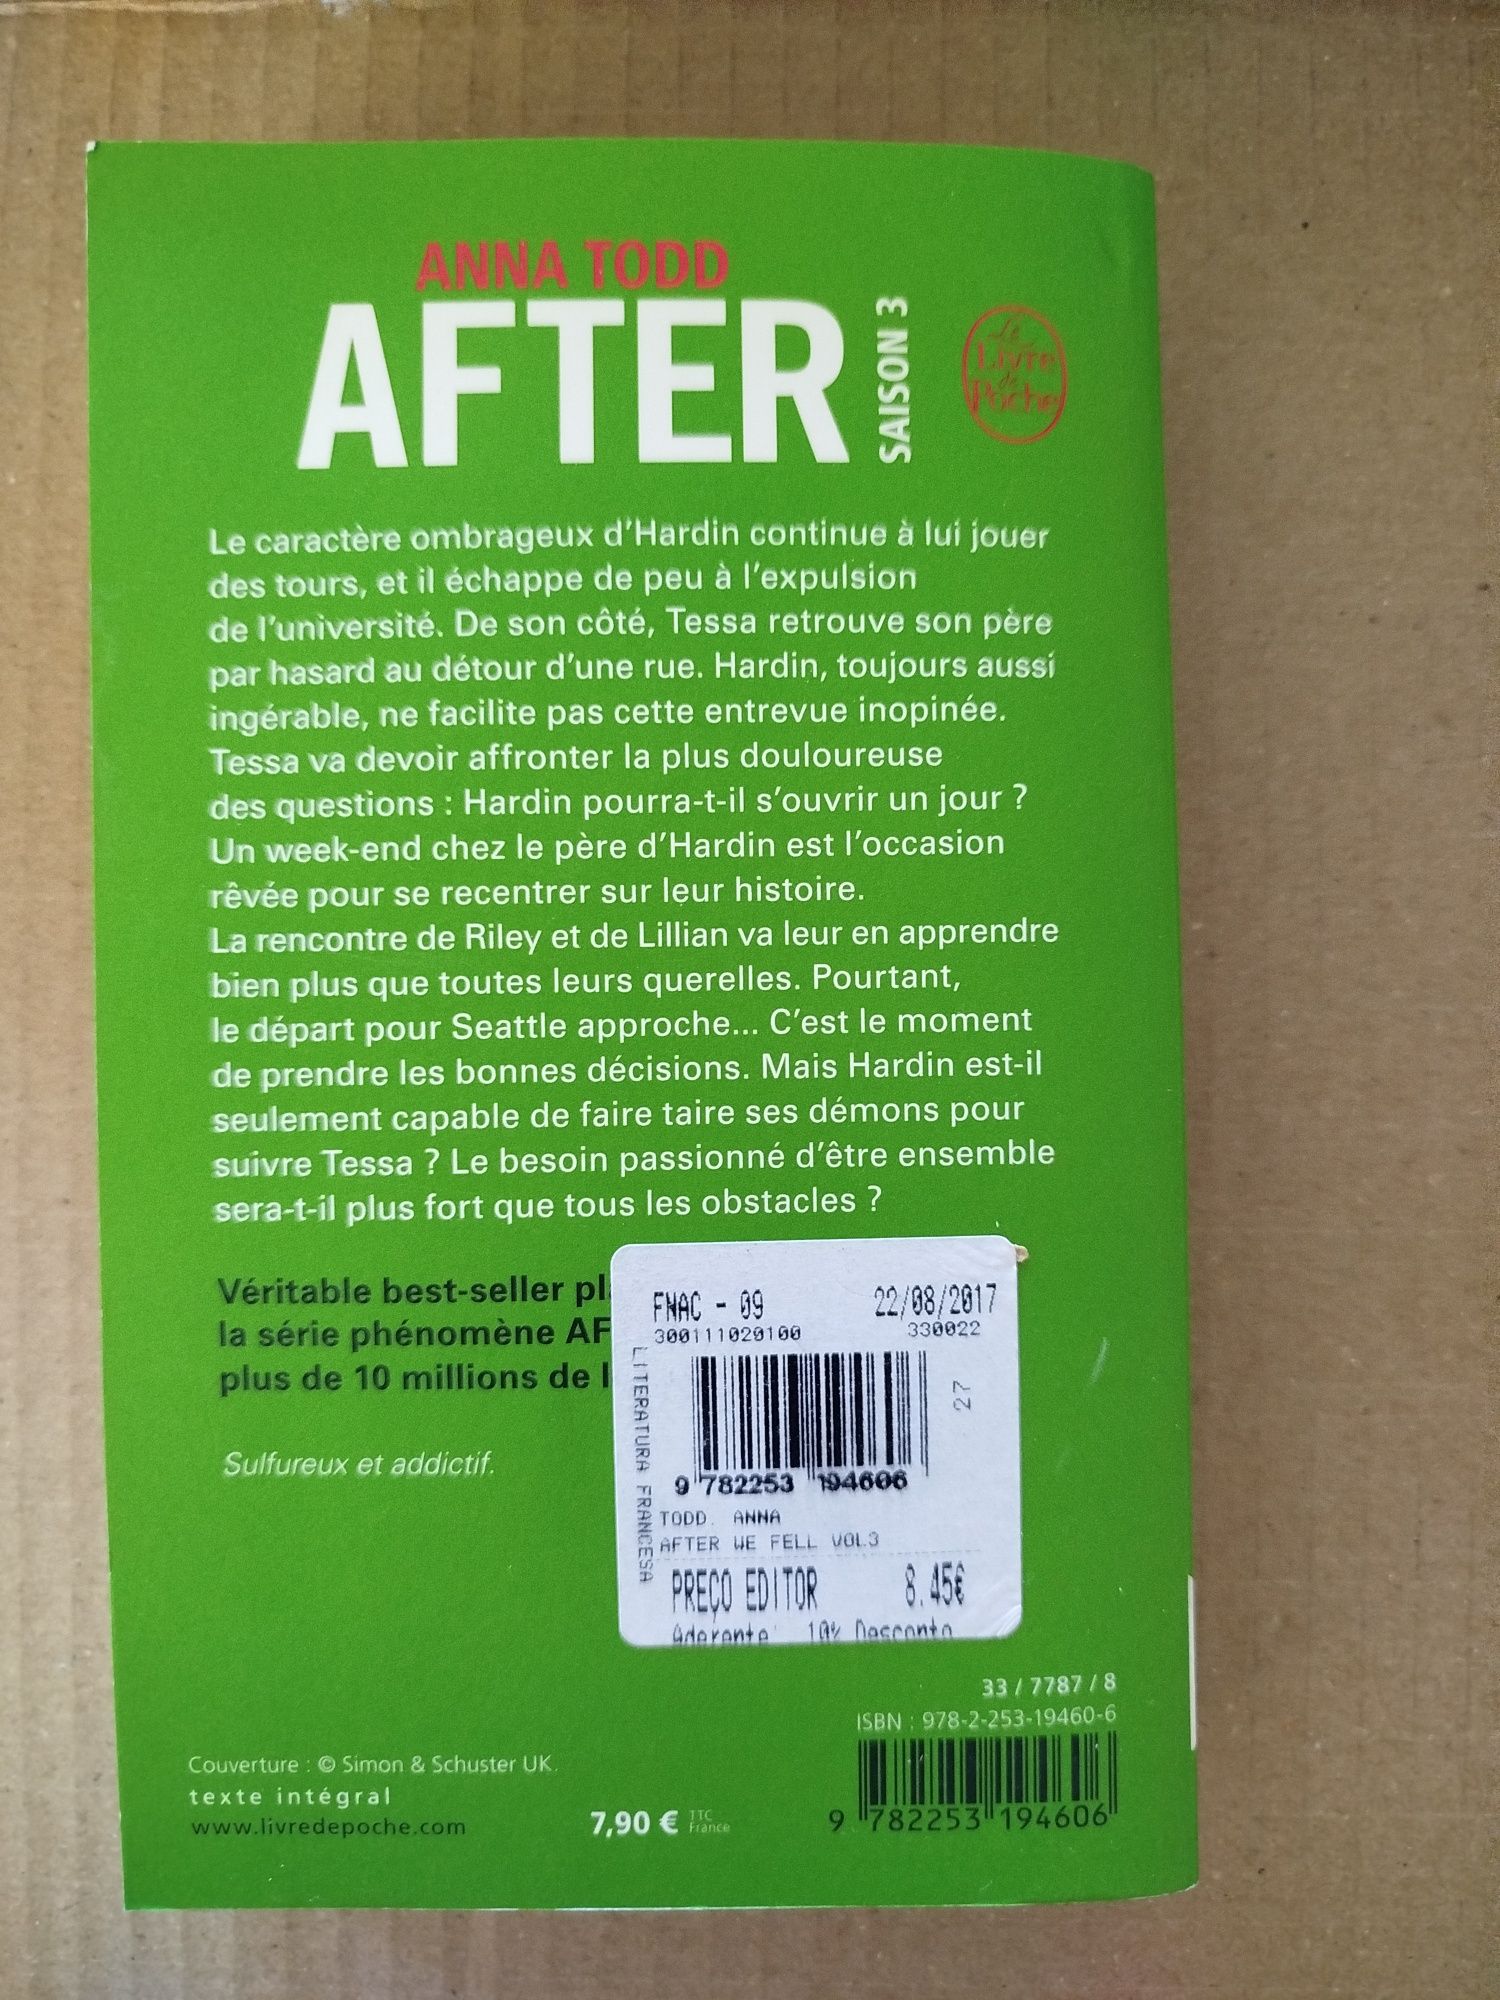 ANNA TODD
AFTER
SAISON 3
Le
Livre
de
Poche
Le caractère ombrageux d'Hardin continue à lui jouer
des tours, et il échappe de peu à l'expulsion
de l'université. De son côté, Tessa retrouve son père
par hasard au détour d'une rue. Hardin, toujours aussi
ingérable, ne facilite pas cette entrevue inopinée.
Tessa va devoir affronter la plus douloureuse
des questions : Hardin pourra-t-il s'ouvrir un jour ?
Un week-end chez le père d'Hardin est l'occasion
rêvée pour se recentrer sur leur histoire.
La rencontre de Riley et de Lillian va leur en apprendre
bien plus que toutes leurs querelles. Pourtant,
le départ pour Seattle approche... C'est le moment
de prendre les bonnes décisions. Mais Hardin est-il
seulement capable de faire taire ses démons pour
suivre Tessa ? Le besoin passionné d'être ensemble
sera-t-il plus fort que tous les obstacles ?
Véritable best-seller pl
la série phénomène AF
plus de 10 millions de l
Sulfureux et addictif.
FNAC - 09 22/08/2017
300111020100 330022
LITERATURA FRANCESA
27
9 782253 194606
TODD. ANNA
AFTER WE FELL VOL3
PREÇO EDITOR 8.45€
Aderente 10% Desconto
33 / 7787 / 8
ISBN : 978-2-253-19460-6
Couverture : © Simon & Schuster UK.
texte intégral
www.livredepoche.com
7,90 € TTC France
9 782253 194606